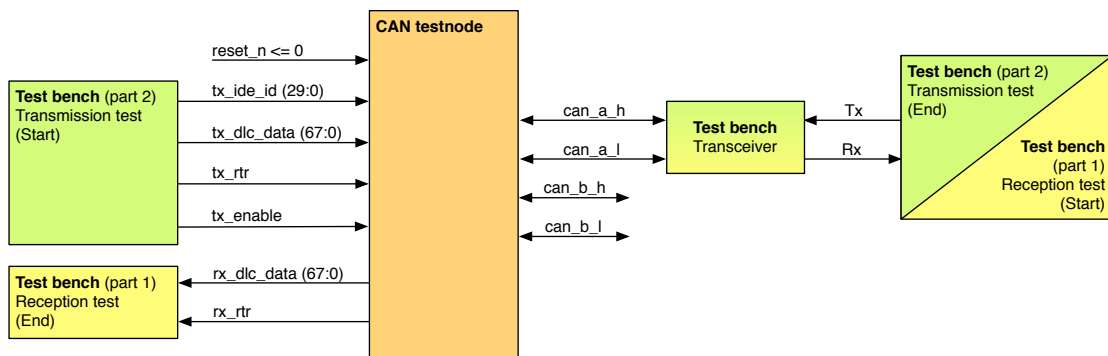 CAN testnode
reset_n <= 0
Test bench (part 2)
Transmission test
(Start)
tx_ide_id (29:0)
tx_dlc_data (67:0)
tx_rtr
tx_enable
Test bench (part 1)
Reception test
(End)
rx_dlc_data (67:0)
rx_rtr
can_a_h
can_a_l
can_b_h
can_b_l
Test bench
Transceiver
Tx
Rx
Test bench (part 2)
Transmission test
(End)
Test bench
(part 1)
Reception test
(Start)